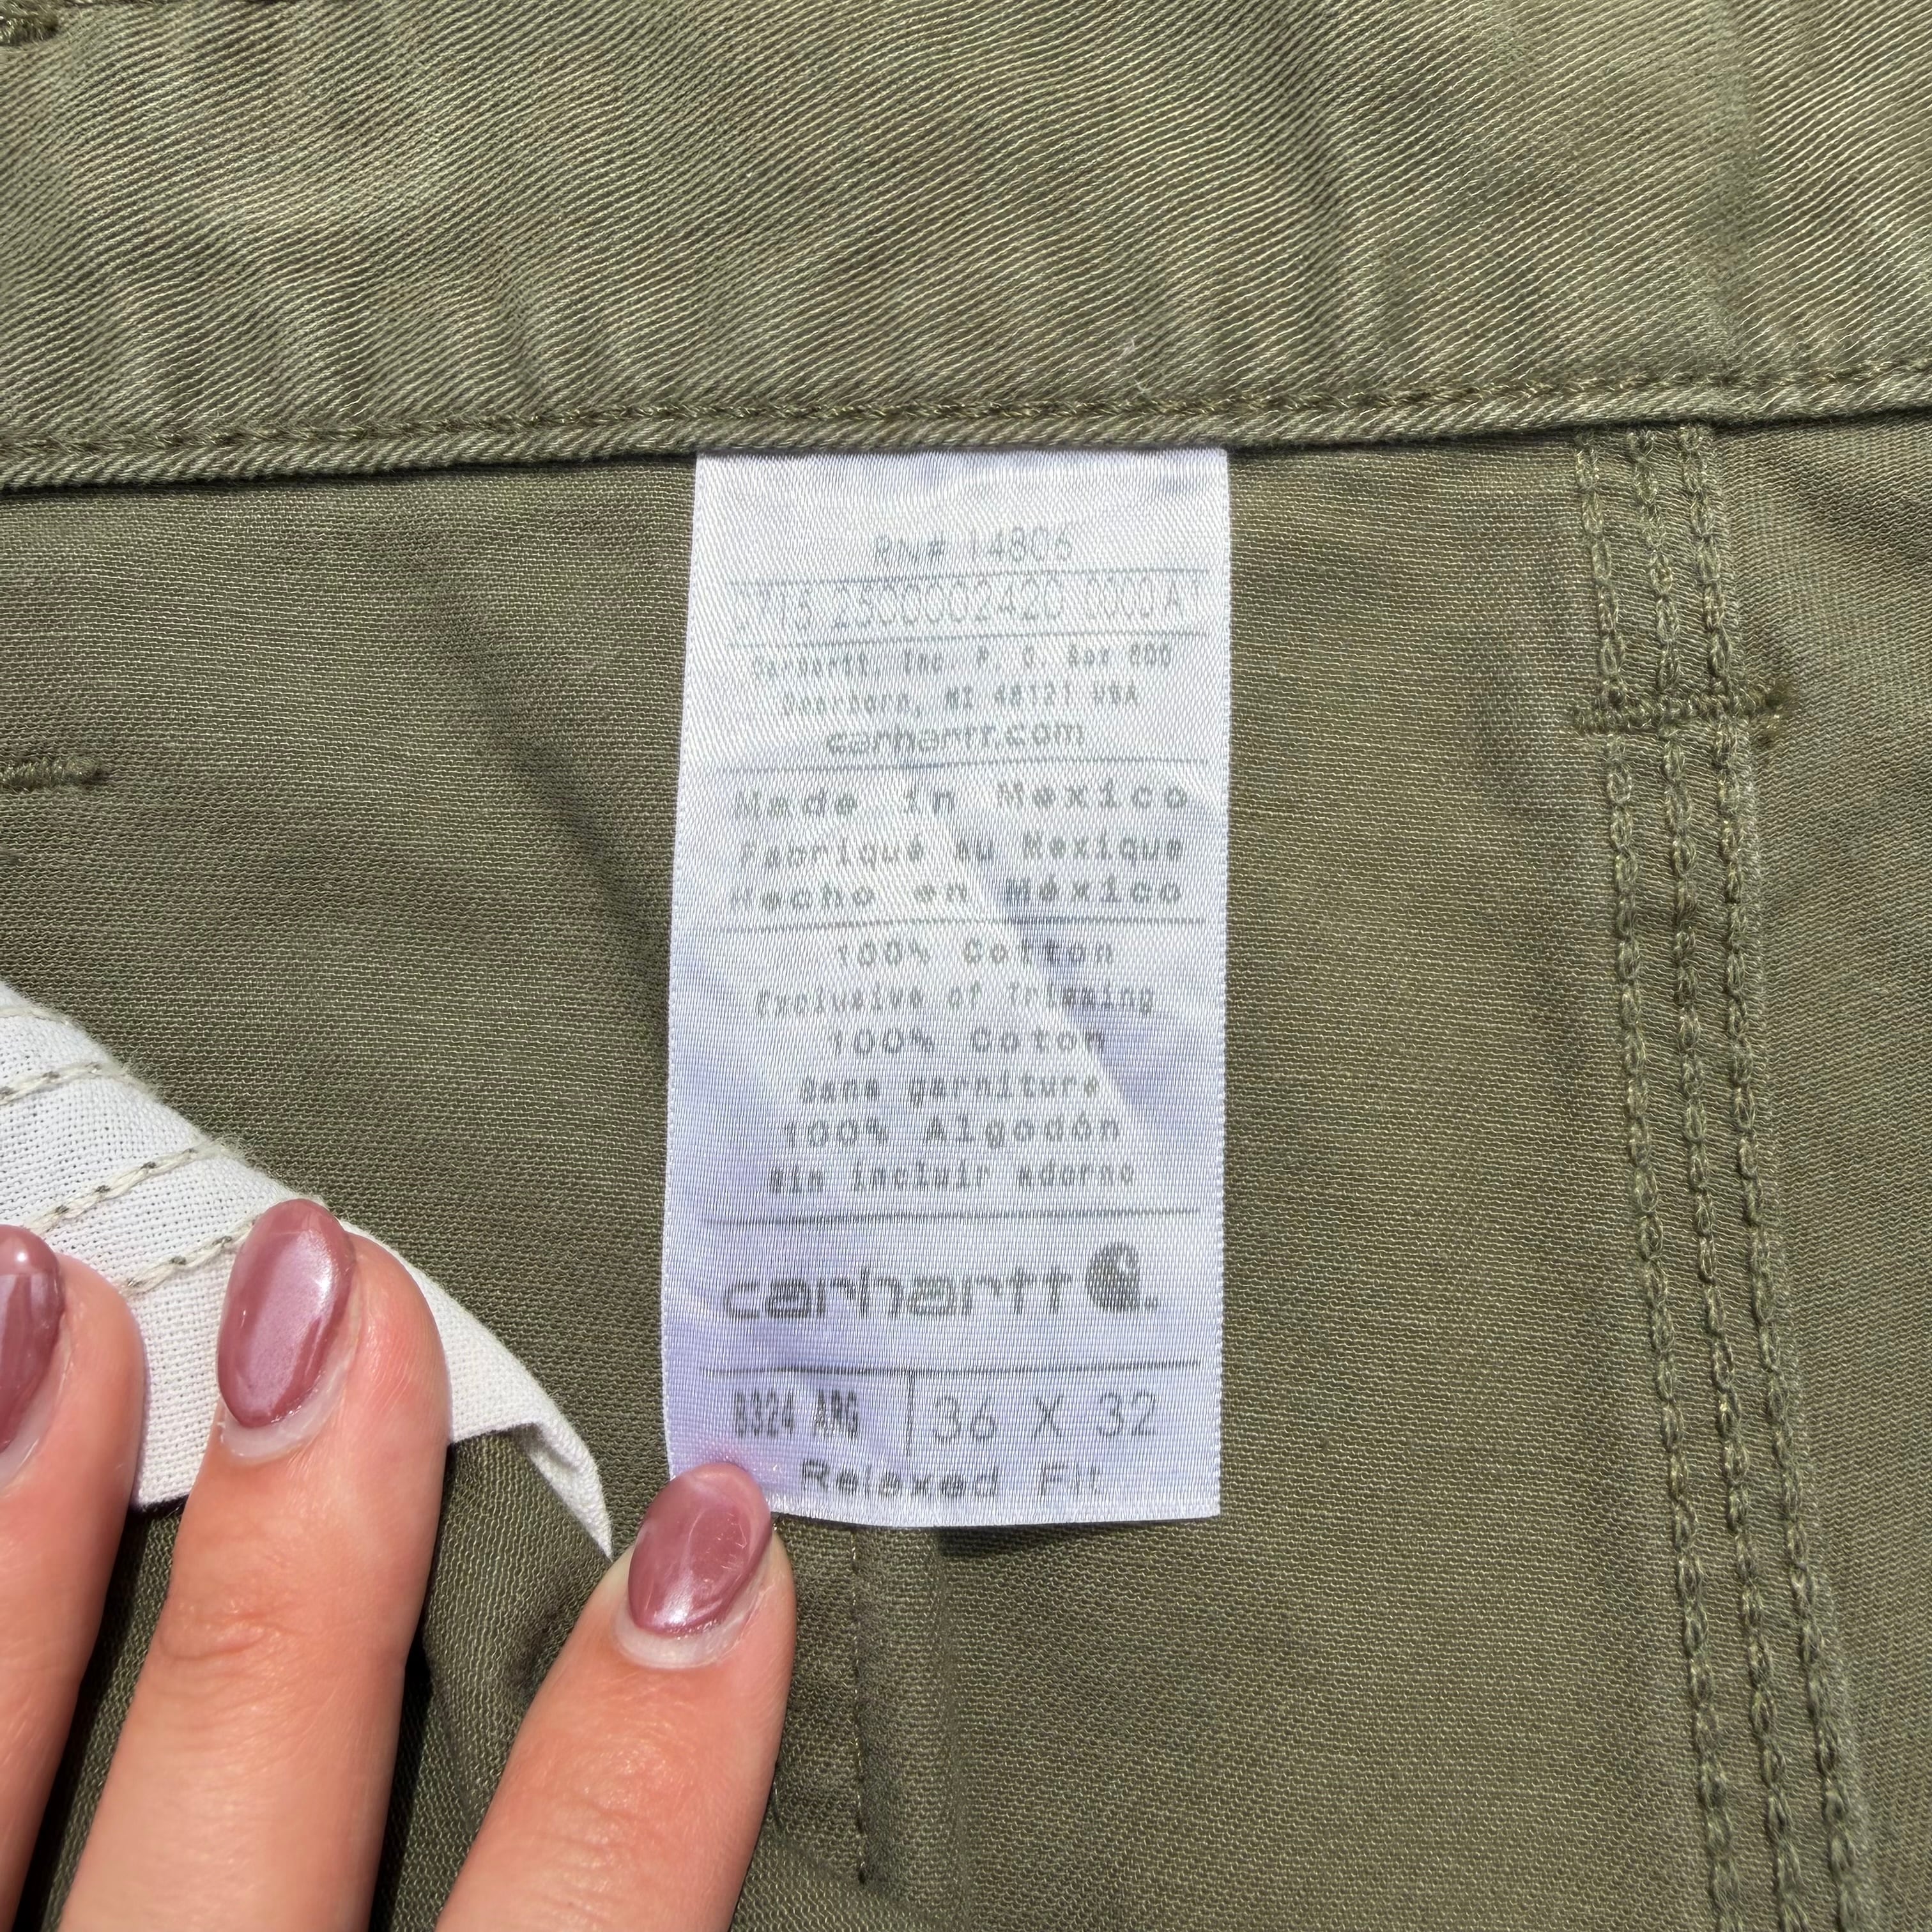 RN# 14806
2500002420
Carhartt, Inc. P. O. Box 600
Dearborn, MI 48121 USA
carhartt.com
Made in Mexico
Fabriqué au Mexique
Hecho en México
100% Cotton
Exclusive of Trimming
100% Coton
Sans garniture
100% Algodón
Sin incluir adorno
carhartt
B324 ARG 36 X 32
Relaxed Fit